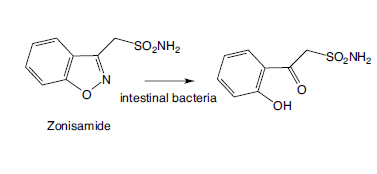 SO₂NH₂
SO₂NH₂
N
O
intestinal bacteria
O
OH
Zonisamide